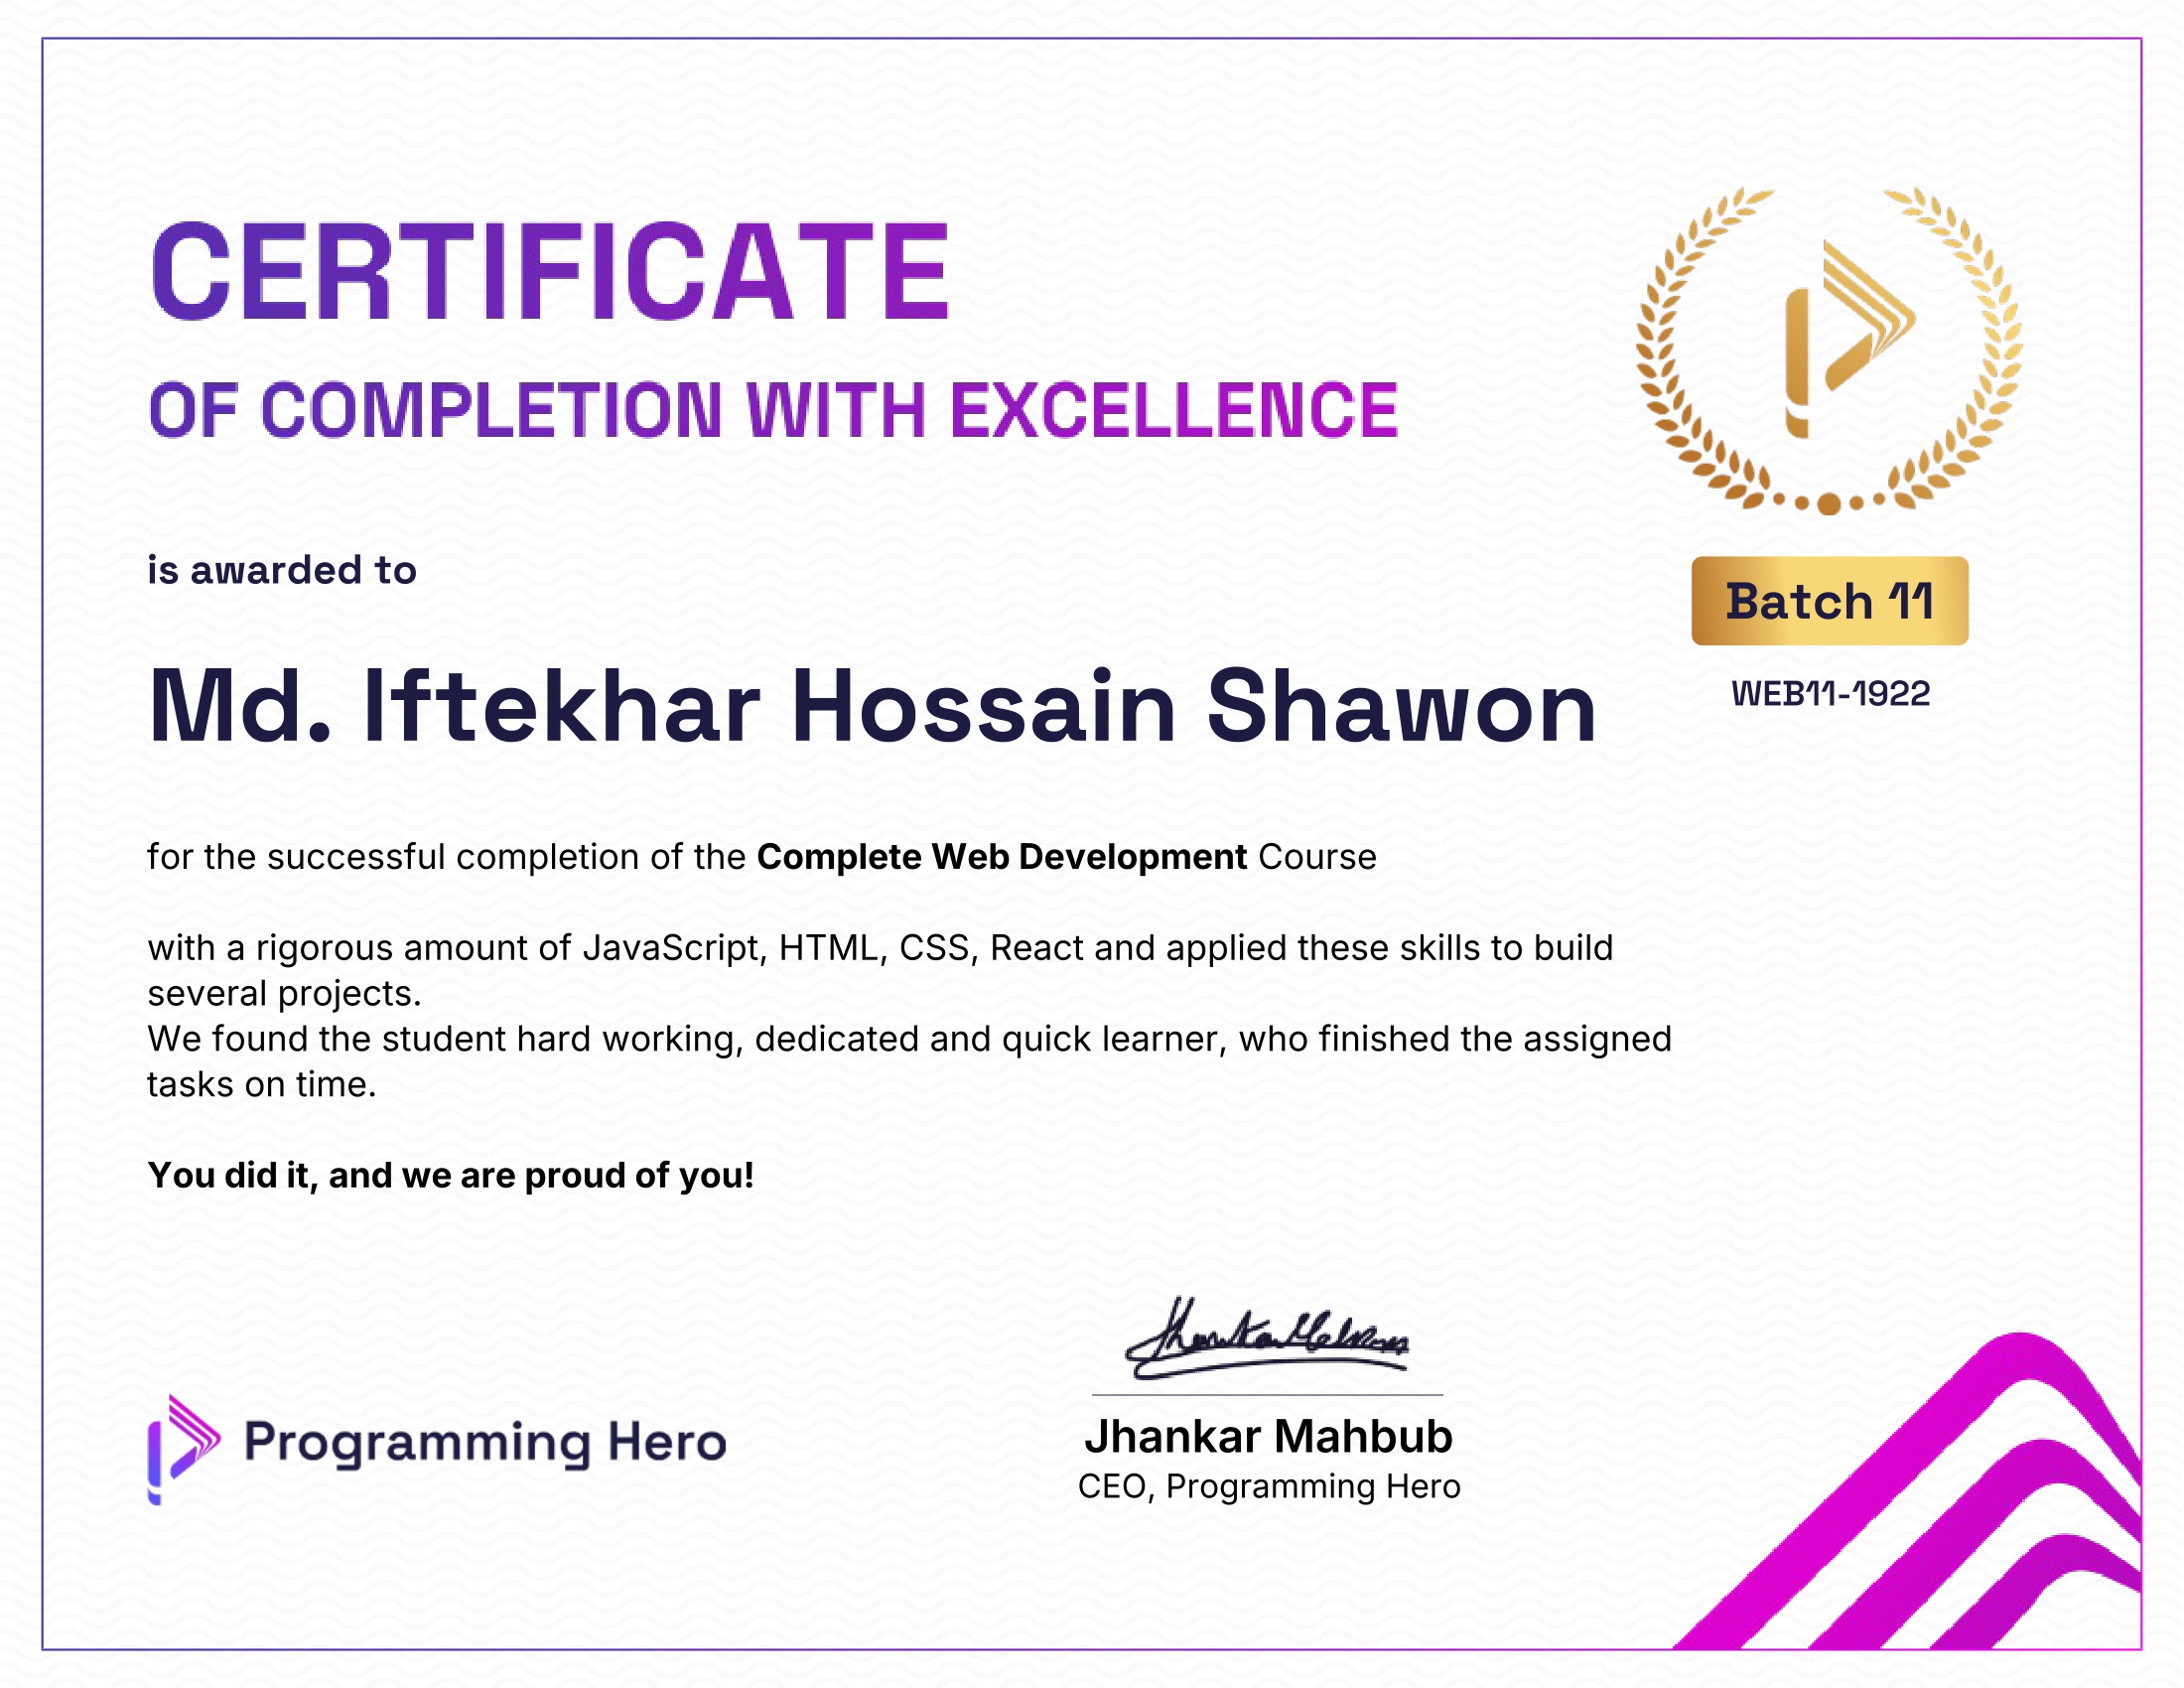 CERTIFICATE
OF COMPLETION WITH EXCELLENCE
is awarded to
Batch 11
Md. Iftekhar Hossain Shawon
WEB11-1922
for the successful completion of the Complete Web Development Course
with a rigorous amount of JavaScript, HTML, CSS, React and applied these skills to build
several projects.
We found the student hard working, dedicated and quick learner, who finished the assigned
tasks on time.
You did it, and we are proud of you!
Jhankar Mahbub
Programming Hero
Jhankar Mahbub
CEO, Programming Hero